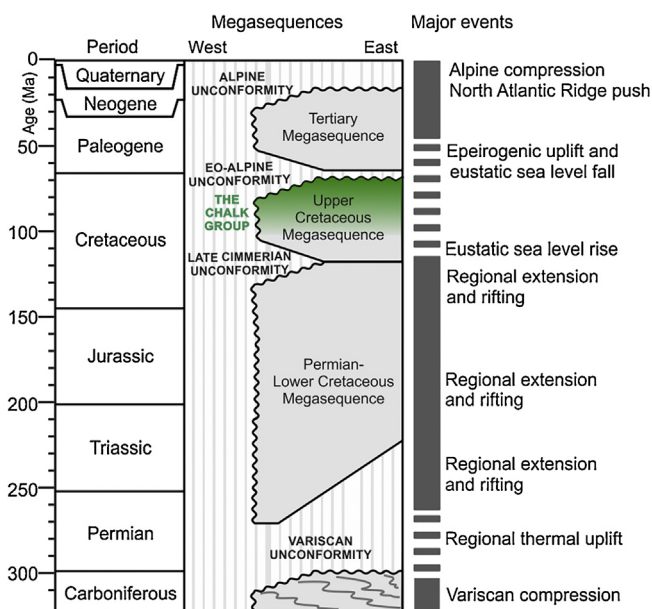 Megasequences
Major events
Period
West
East
Age (Ma)
0
50
100
150
200
250
300
Quaternary
Neogene
Paleogene
Cretaceous
Jurassic
Triassic
Permian
Carboniferous
ALPINE
UNCONFORMITY
Tertiary
Megasequence
EO-ALPINE
UNCONFORMITY
THE
CHALK
GROUP
Upper
Cretaceous
Megasequence
LATE CIMMERIAN
UNCONFORMITY
Permian-
Lower Cretaceous
Megasequence
VARISCAN
UNCONFORMITY
Alpine compression
North Atlantic Ridge push
Epeirogenic uplift and
eustatic sea level fall
Eustatic sea level rise
Regional extension
and rifting
Regional extension
and rifting
Regional extension
and rifting
Regional thermal uplift
Variscan compression